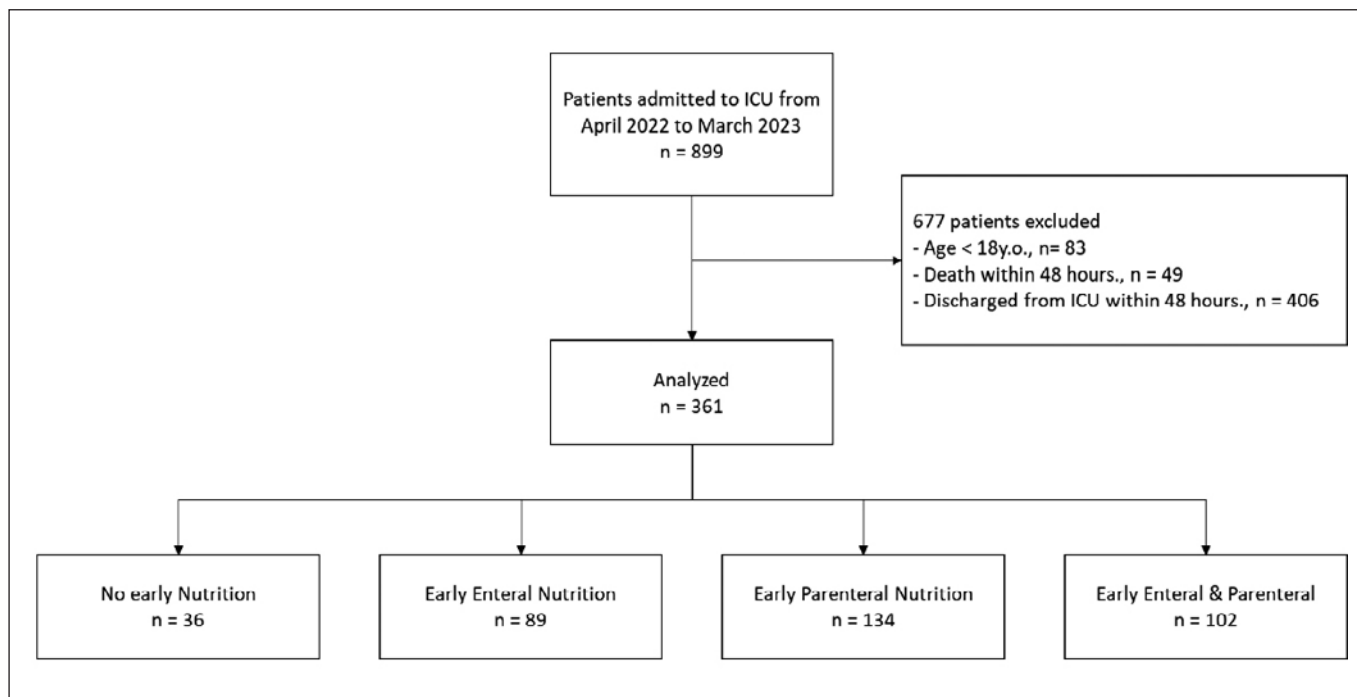 Patients admitted to ICU from
April 2022 to March 2023
n = 899
677 patients excluded
- Age < 18y.o., n= 83
- Death within 48 hours., n = 49
- Discharged from ICU within 48 hours., n = 406
Analyzed
n = 361
No early Nutrition
n = 36
Early Enteral Nutrition
n = 89
Early Parenteral Nutrition
n = 134
Early Enteral & Parenteral
n = 102